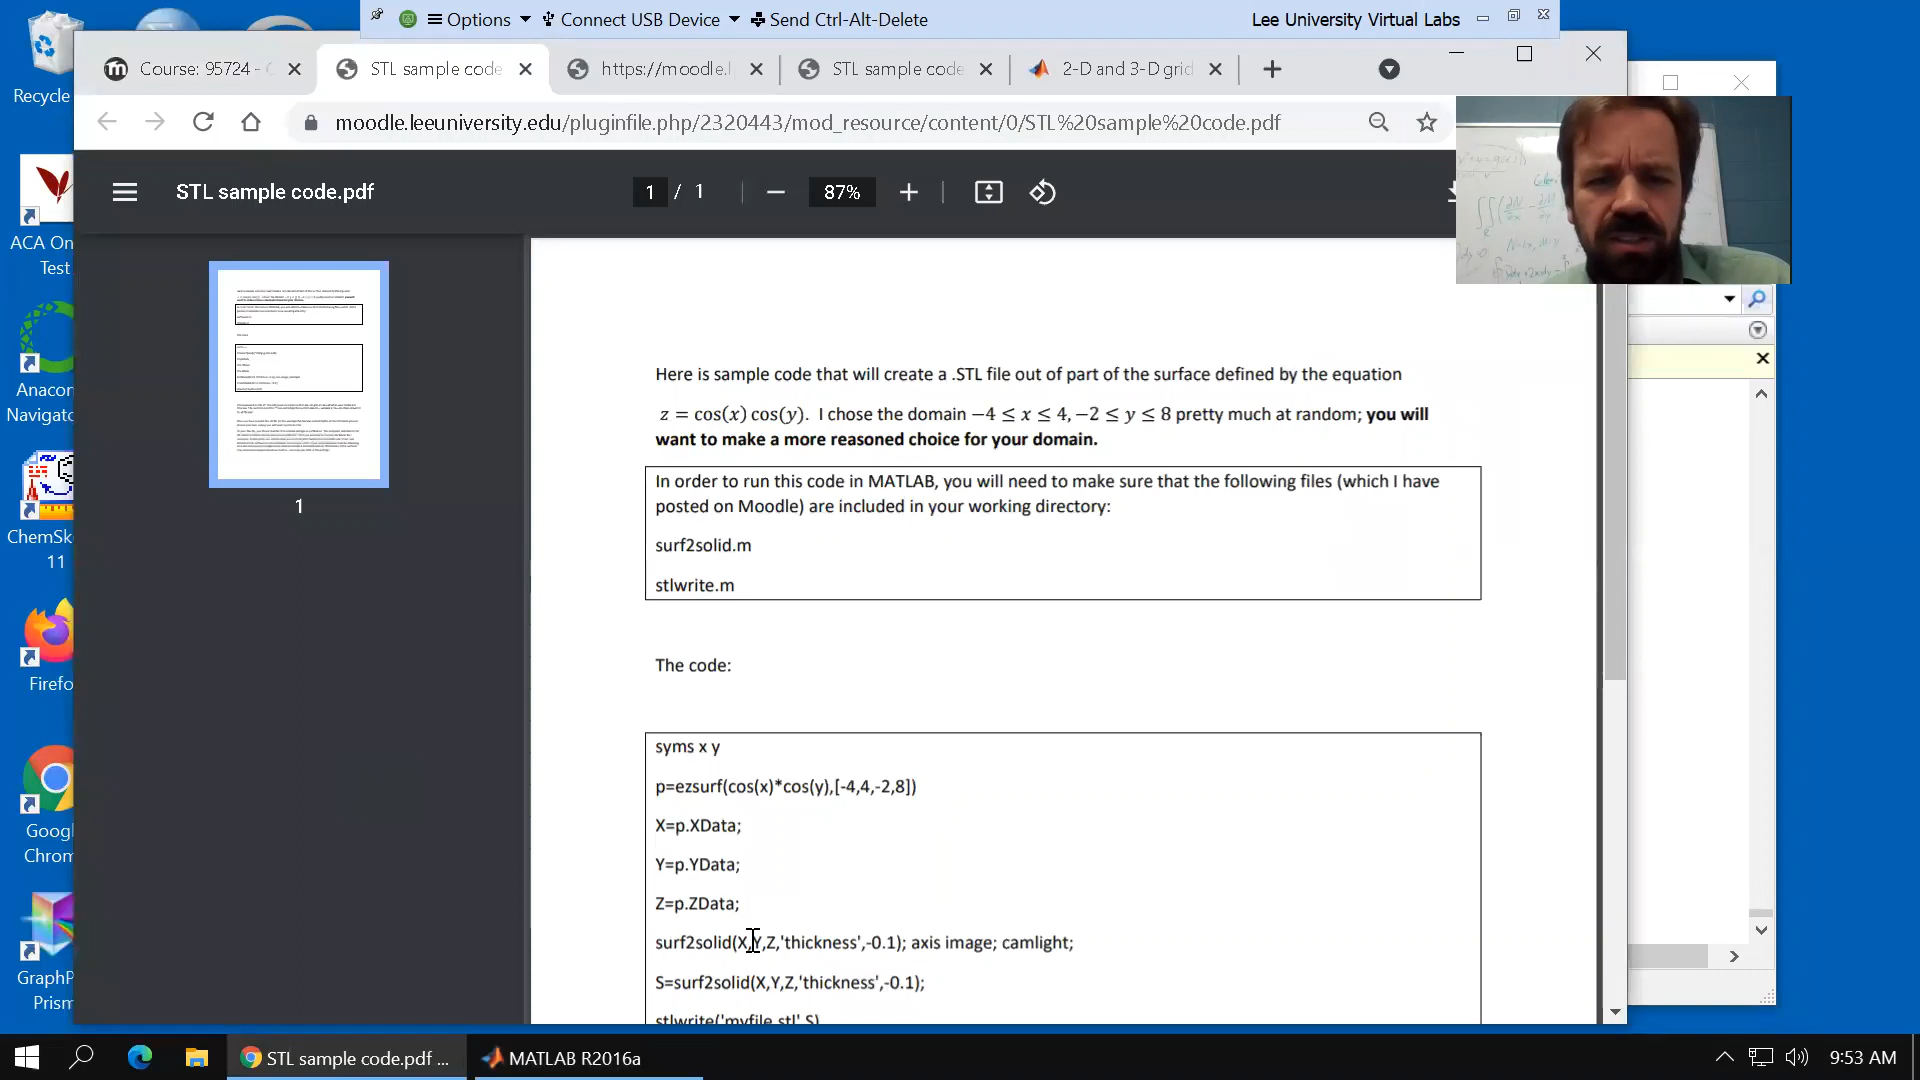 Options
Connect USB Device
Send Ctrl-Alt-Delete
Lee University Virtual Labs
Course: 95724 -
STL sample code
https://moodle.l
STL sample code
2-D and 3-D grid
moodle.leeuniversity.edu/pluginfile.php/2320443/mod_resource/content/0/STL%20sample%20code.pdf
STL sample code.pdf
1 / 1
87%
1
Here is sample code that will create a .STL file out of part of the surface defined by the equation
z = cos(x) cos(y). I chose the domain −4 ≤ x ≤ 4, −2 ≤ y ≤ 8 pretty much at random; you will
want to make a more reasoned choice for your domain.
In order to run this code in MATLAB, you will need to make sure that the following files (which I have
posted on Moodle) are included in your working directory:
surf2solid.m
stlwrite.m
The code:
syms x y
p=ezsurf(cos(x)*cos(y),[-4,4,-2,8])
X=p.XData;
Y=p.YData;
Z=p.ZData;
surf2solid(X,Y,Z,'thickness',-0.1); axis image; camlight;
S=surf2solid(X,Y,Z,'thickness',-0.1);
stlwrite('myfile.stl',S)
Recycle
ACA On
Test
Anacon
Navigator
ChemSk
11
Firefo
Goog
Chrom
GraphP
Prism
STL sample code.pdf ...
MATLAB R2016a
9:53 AM